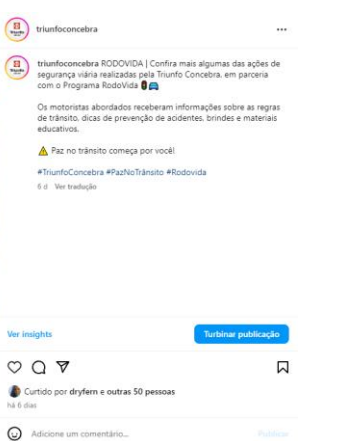 triunfoconcebra
triunfoconcebra RODOVIDA | Confira mais algumas das ações de
segurança viária realizadas pela Triunfo Concebra, em parceria
com o Programa RodoVida 🚦🚘
Os motoristas abordados receberam informações sobre as regras
de trânsito, dicas de prevenção de acidentes, brindes e materiais
educativos.
⚠️ Paz no trânsito começa por você!
#TriunfoConcebra #PazNoTrânsito #Rodovida
6 d Ver tradução
Ver insights
Turbinar publicação
Curtido por dryfern e outras 50 pessoas
há 6 dias
Adicione um comentário...
Publicar